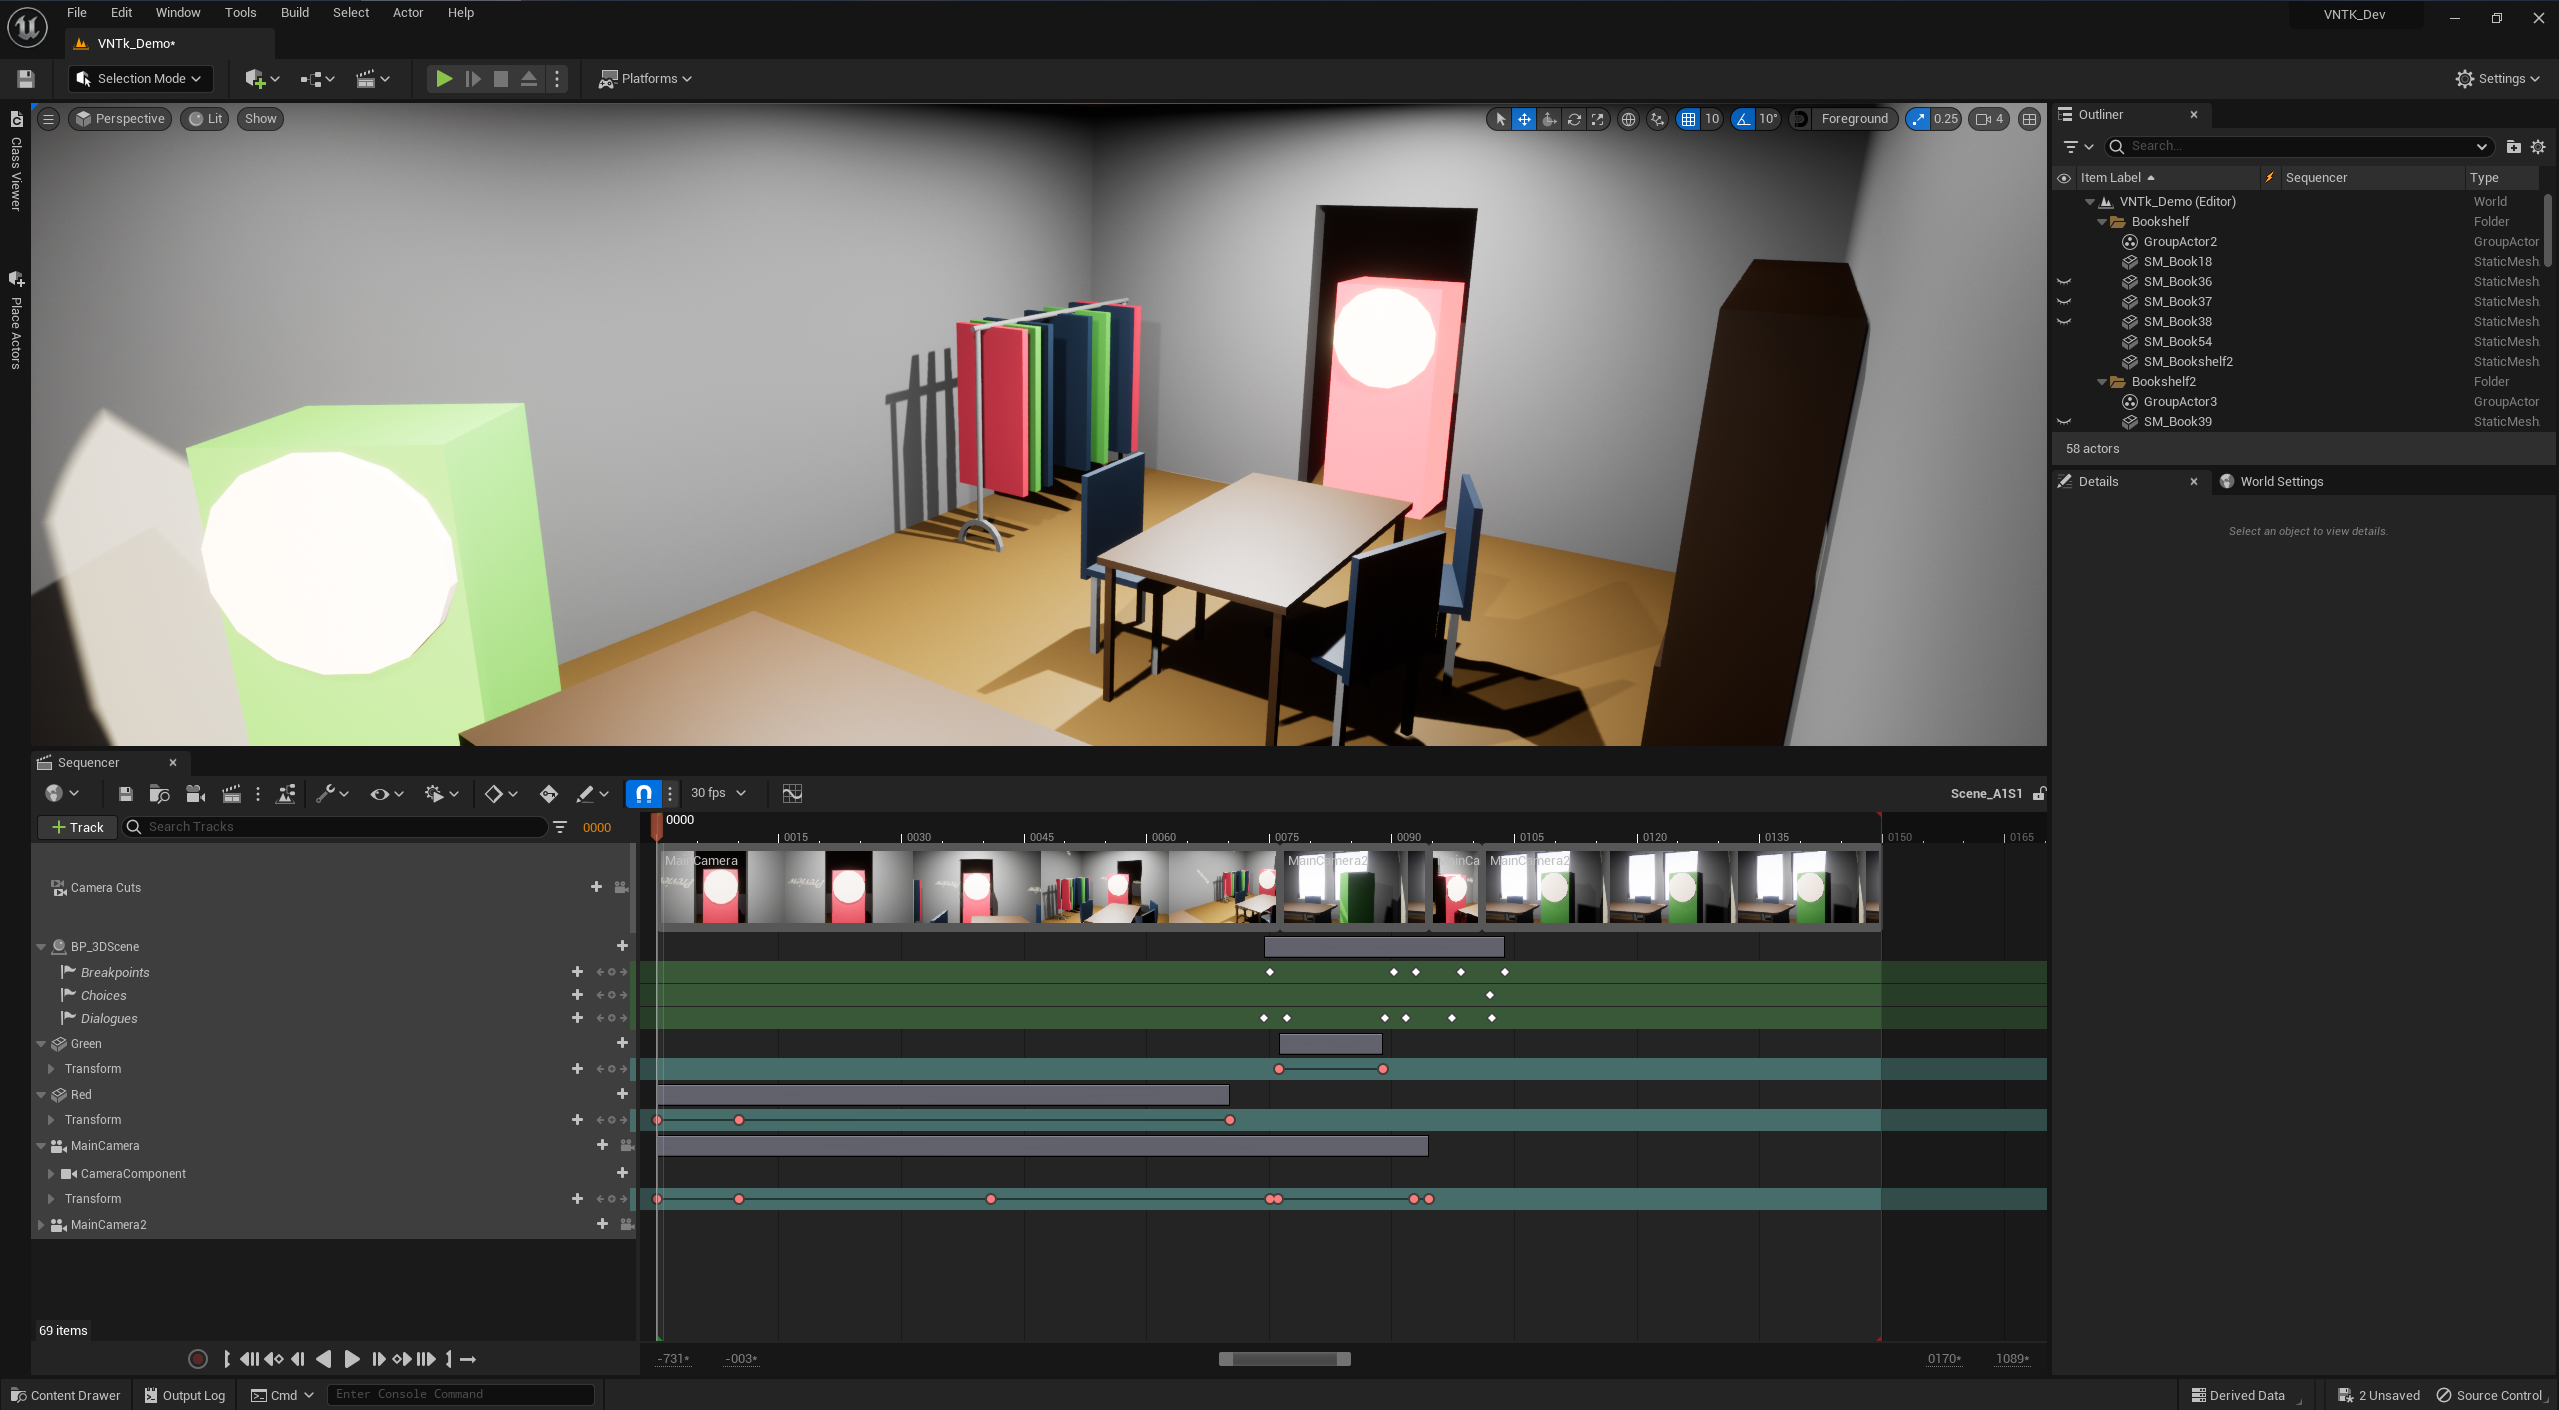 File Edit Window Tools Build Select Actor Help
VNTK_Dev
VNTk_Demo*
Selection Mode
Platforms
Settings
Class Viewer
Place Actors
Perspective Lit Show
10 10° Foreground 0.25 4
Outliner
Search...
Item Label Sequencer Type
VNTk_Demo (Editor) World
Bookshelf Folder
GroupActor2 GroupActor
SM_Book18 StaticMesh
SM_Book36 StaticMesh
SM_Book37 StaticMesh
SM_Book38 StaticMesh
SM_Book54 StaticMesh
SM_Bookshelf2 StaticMesh
Bookshelf2 Folder
GroupActor3 GroupActor
SM_Book39 StaticMesh
58 actors
Details World Settings
Select an object to view details.
Sequencer
30 fps
Scene_A1S1
Track Search Tracks 0000
0000
0015 0030 0045 0060 0075 0090 0105 0120 0135 0150 0165
MainCamera MainCamera2 MainCa MainCamera2
Camera Cuts
BP_3DScene
Breakpoints
Choices
Dialogues
Green
Transform
Red
Transform
MainCamera
CameraComponent
Transform
MainCamera2
69 items
-731* -003* 0170* 1089*
Content Drawer Output Log Cmd Enter Console Command
Derived Data 2 Unsaved Source Control